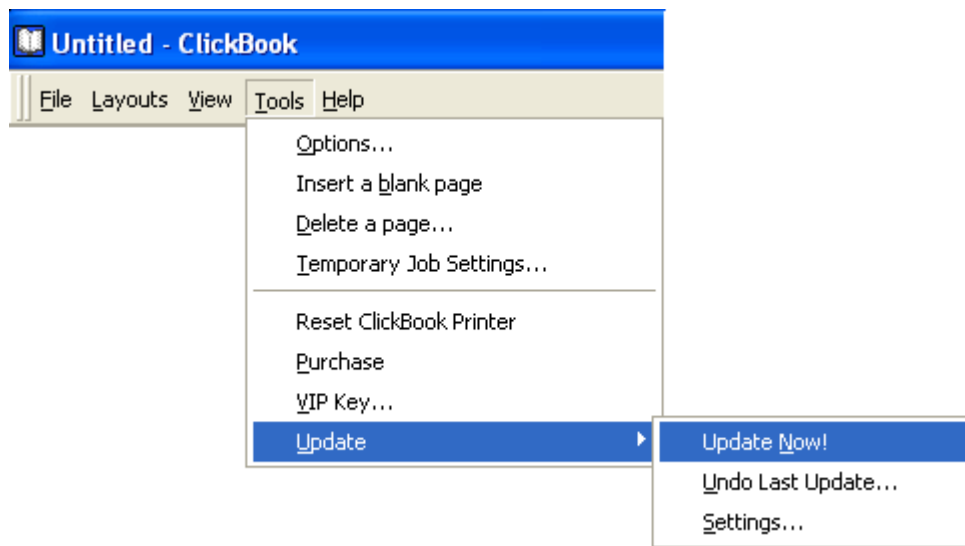 Untitled - ClickBook
File Layouts View Tools Help
Options...
Insert a blank page
Delete a page...
Temporary Job Settings...
Reset ClickBook Printer
Purchase
VIP Key...
Update
Update Now!
Undo Last Update...
Settings...